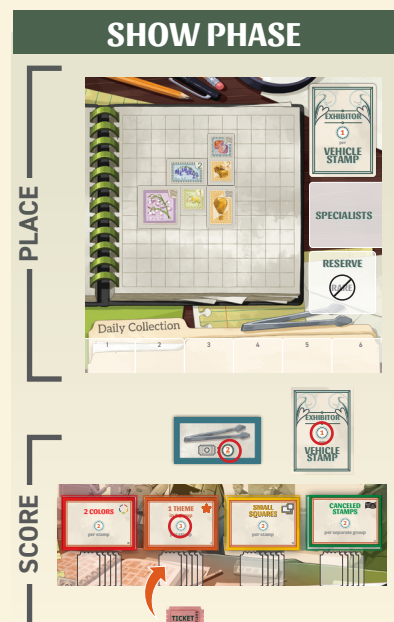 SHOW PHASE
PLACE
EXHIBITOR
1
per
VEHICLE
STAMP
SPECIALISTS
RESERVE
RARE
Daily Collection
1 2 3 4 5 6
2
EXHIBITOR
1
VEHICLE
STAMP
SCORE
2 COLORS
2
per stamp
1 THEME
3
per stamp
SMALL
SQUARES
2
per stamp
CANCELED
STAMPS
2
per separate group
TICKET